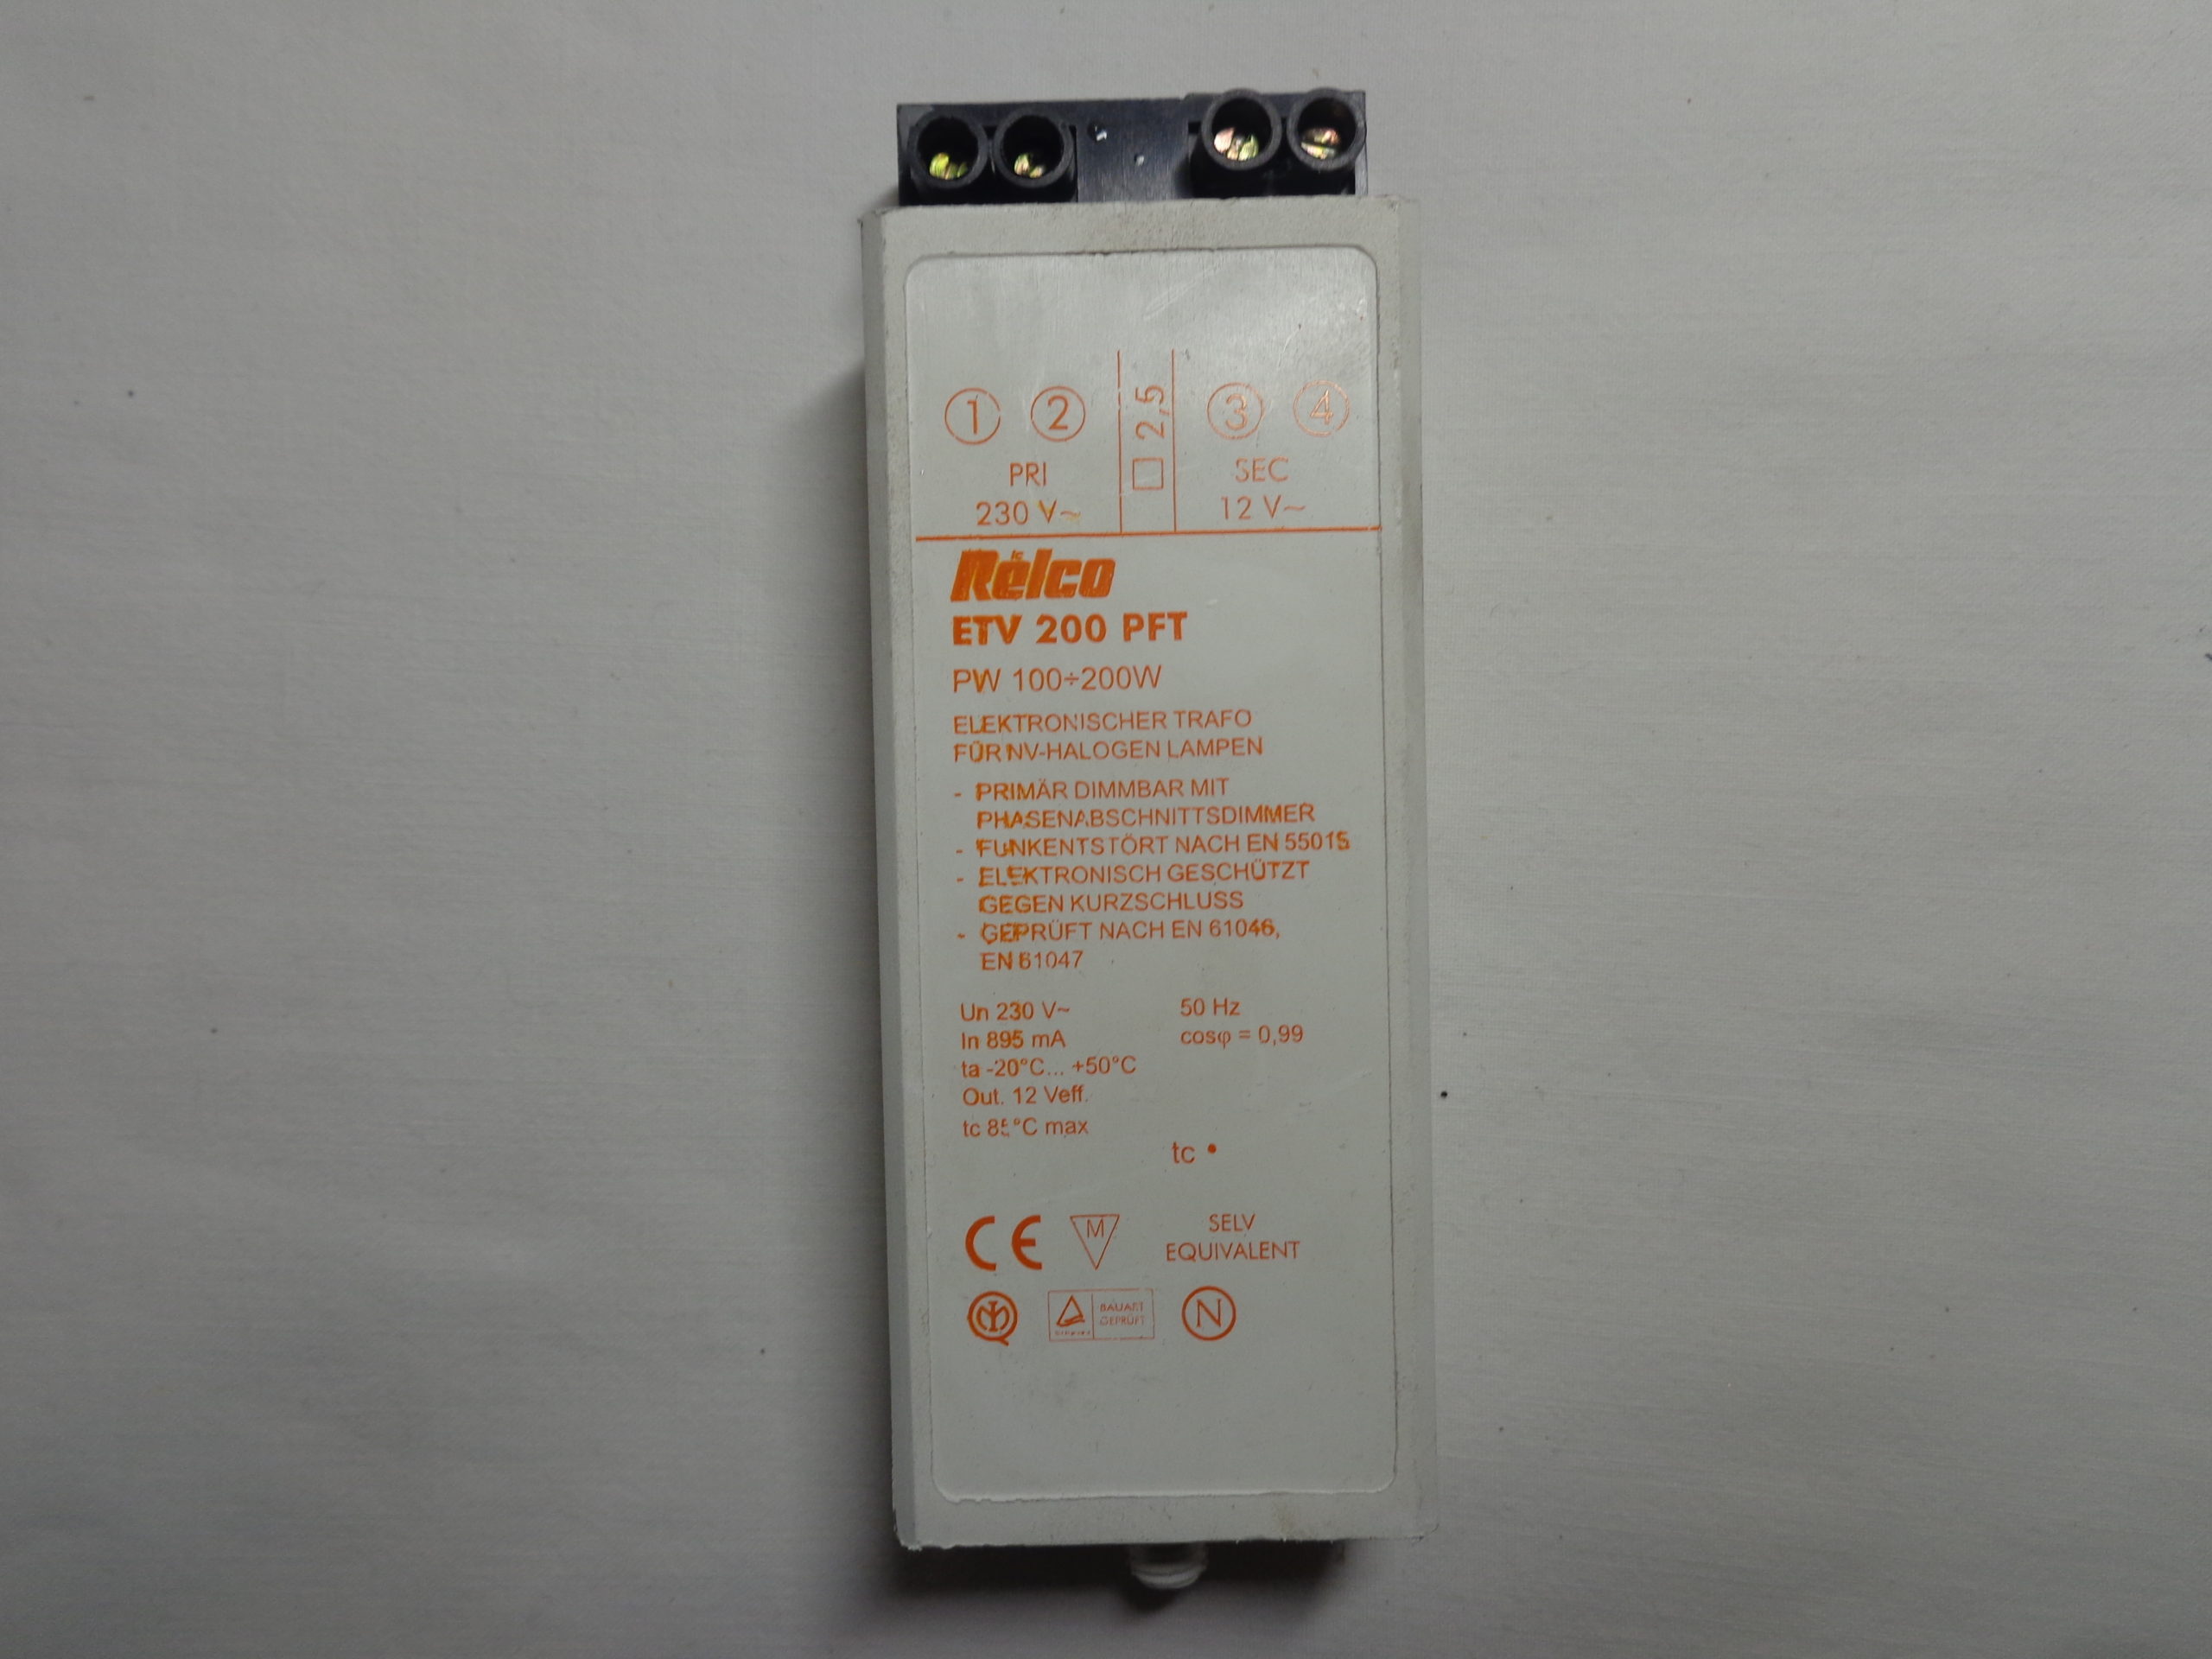 1 2 □ 2,5 3 4
PRI SEC
230 V~ 12 V~
Relco
ETV 200 PFT
PW 100÷200W
ELEKTRONISCHER TRAFO
FÜR NV-HALOGEN LAMPEN
- PRIMÄR DIMMBAR MIT
PHASENABSCHNITTSDIMMER
- FUNKENTSTÖRT NACH EN 55015
- ELEKTRONISCH GESCHÜTZT
GEGEN KURZSCHLUSS
- GEPRÜFT NACH EN 61046,
EN 61047
Un 230 V~ 50 Hz
In 895 mA cosφ = 0,99
ta -20°C... +50°C
Out. 12 Veff.
tc 85°C max
tc •
CE M SELV
EQUIVALENT
BAUART
GEPRÜFT
N